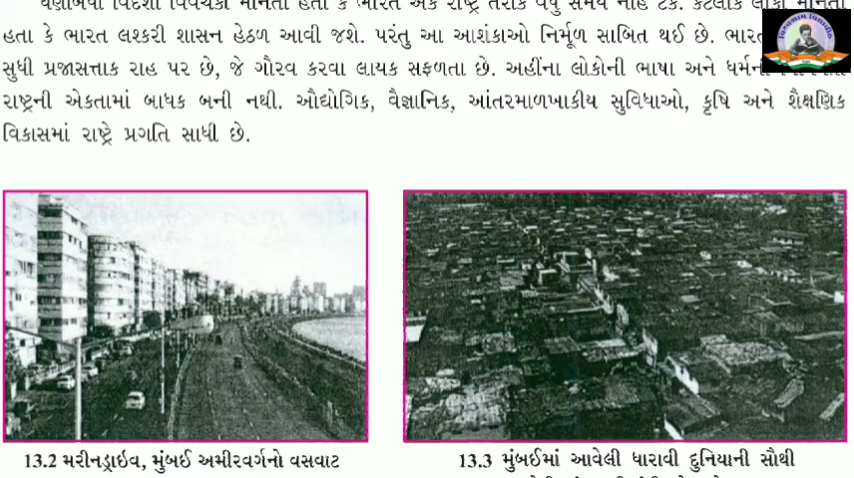 હતા કે ભારત લશ્કરી શાસન હેઠળ આવી જશે. પરંતુ આ આશંકાઓ નિર્મૂળ સાબિત થઈ છે. ભારત
સુધી પ્રજાસત્તાક રાહ પર છે, જે ગૌરવ કરવા લાયક સફળતા છે. અહીંના લોકોની ભાષા અને ધર્મની
રાષ્ટ્રની એકતામાં બાધક બની નથી. ઔદ્યોગિક, વૈજ્ઞાનિક, આંતરમાળખાકીય સુવિધાઓ, કૃષિ અને શૈક્ષણિક
વિકાસમાં રાષ્ટ્રે પ્રગતિ સાધી છે.
13.2 મરીનડ્રાઇવ, મુંબઈ અમીરવર્ગનો વસવાટ
13.3 મુંબઈમાં આવેલી ધારાવી દુનિયાની સૌથી